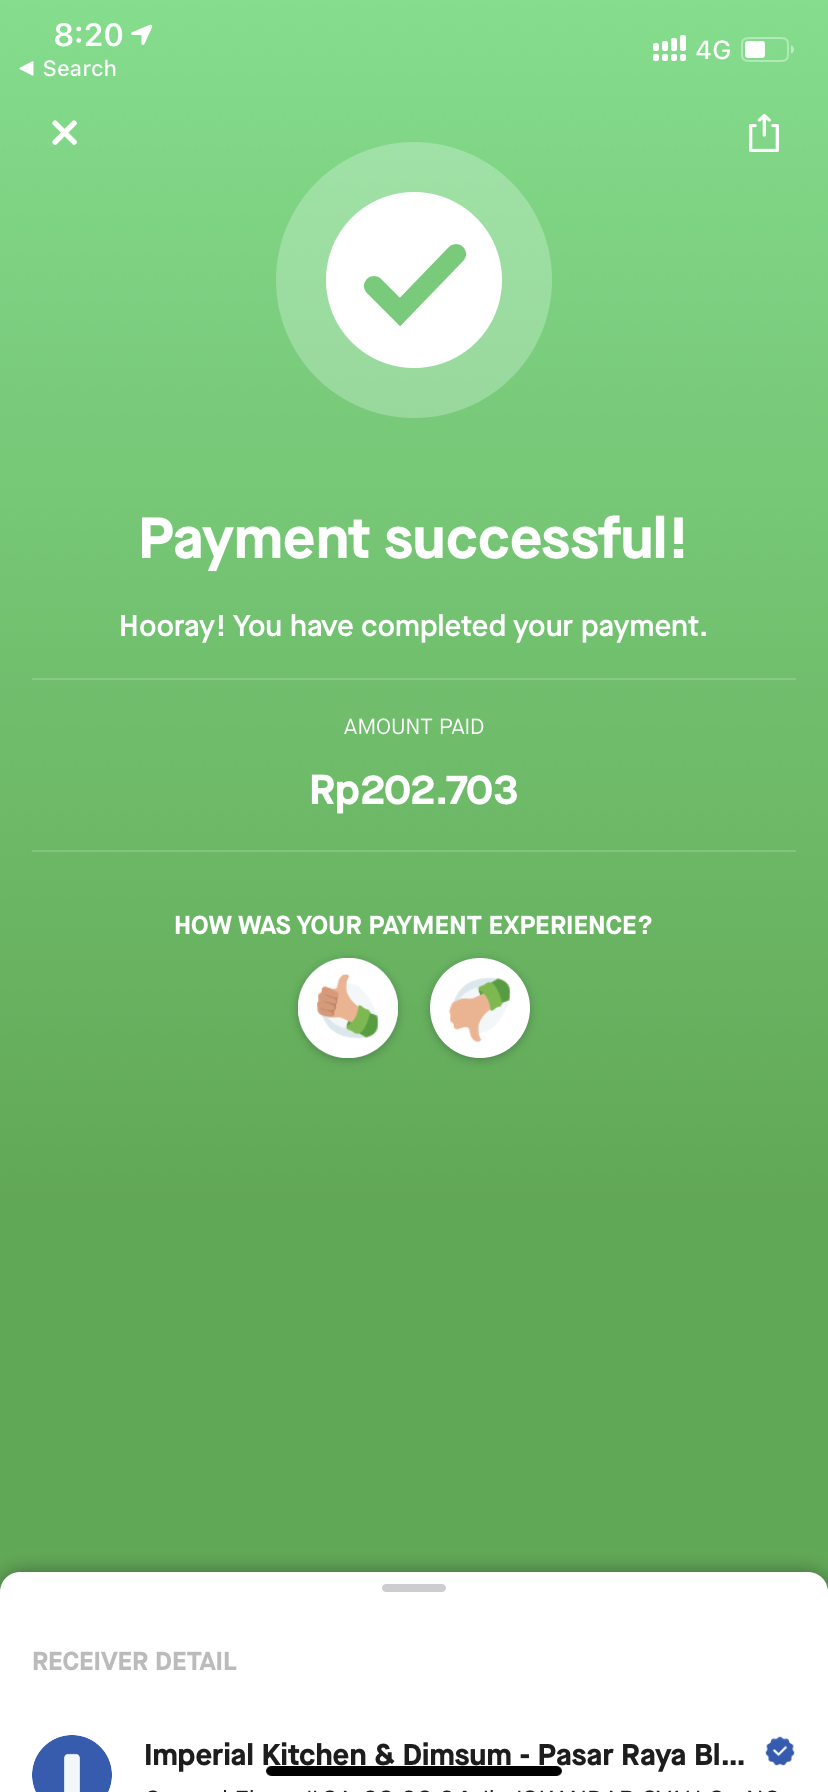 8:20
4G
Search
Payment successful!
Hooray! You have completed your payment.
AMOUNT PAID
Rp202.703
HOW WAS YOUR PAYMENT EXPERIENCE?
RECEIVER DETAIL
Imperial Kitchen & Dimsum - Pasar Raya Bl...